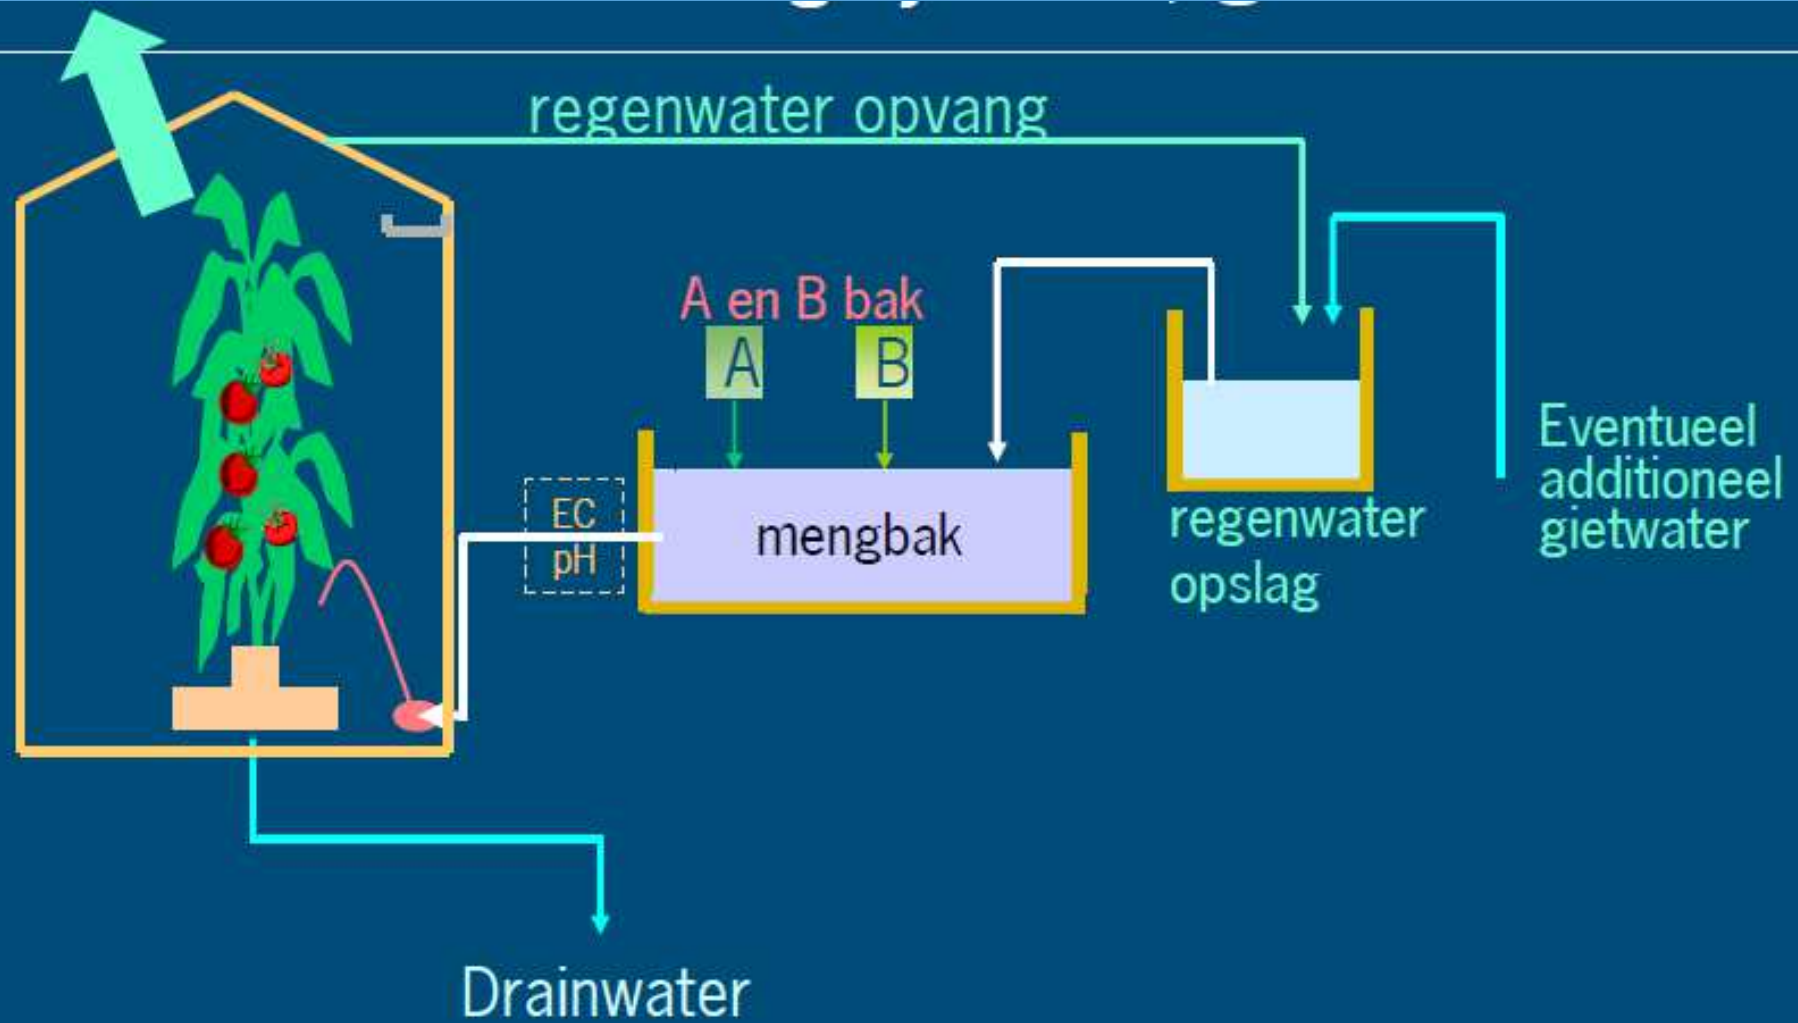 regenwater opvang
A en B bak
A
B
EC
pH
mengbak
regenwater
opslag
Eventueel
additioneel
gietwater
Drainwater